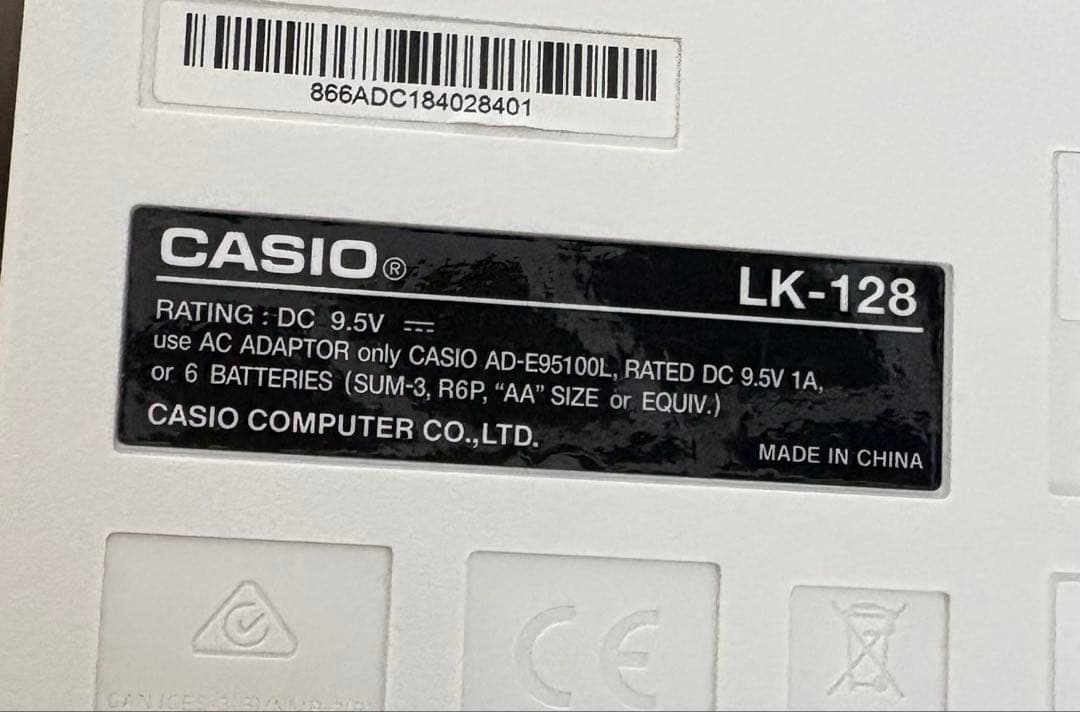 866ADC184028401
CASIO®
LK-128
RATING : DC 9.5V ⎓
use AC ADAPTOR only CASIO AD-E95100L, RATED DC 9.5V 1A,
or 6 BATTERIES (SUM-3, R6P, “AA” SIZE or EQUIV.)
CASIO COMPUTER CO.,LTD.
MADE IN CHINA
CE